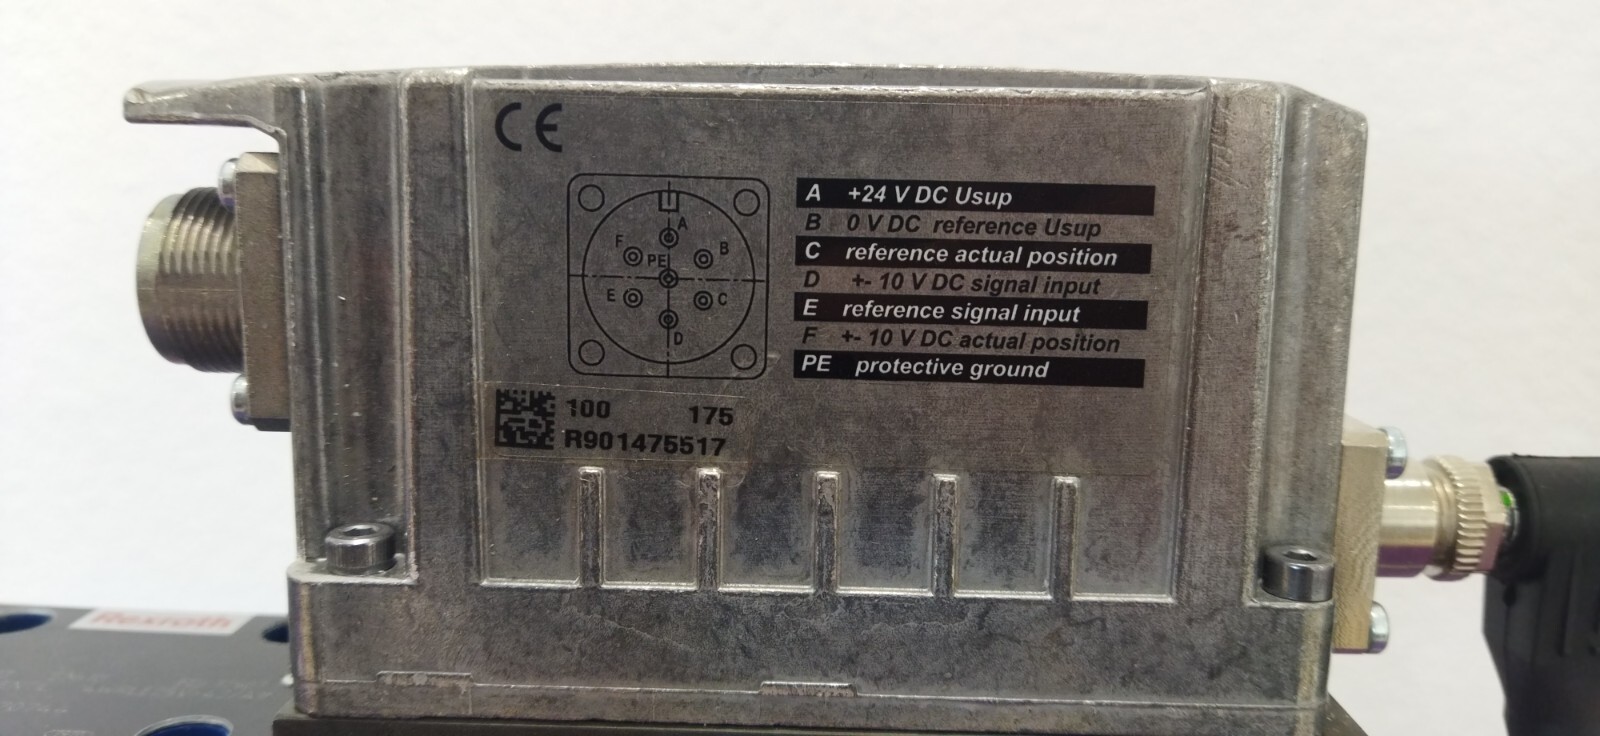 CE
A +24 V DC Usup
B 0 V DC reference Usup
C reference actual position
D +- 10 V DC signal input
E reference signal input
F +- 10 V DC actual position
PE protective ground
A
F
B
PE
E
C
D
100 175
R901475517
Rexroth